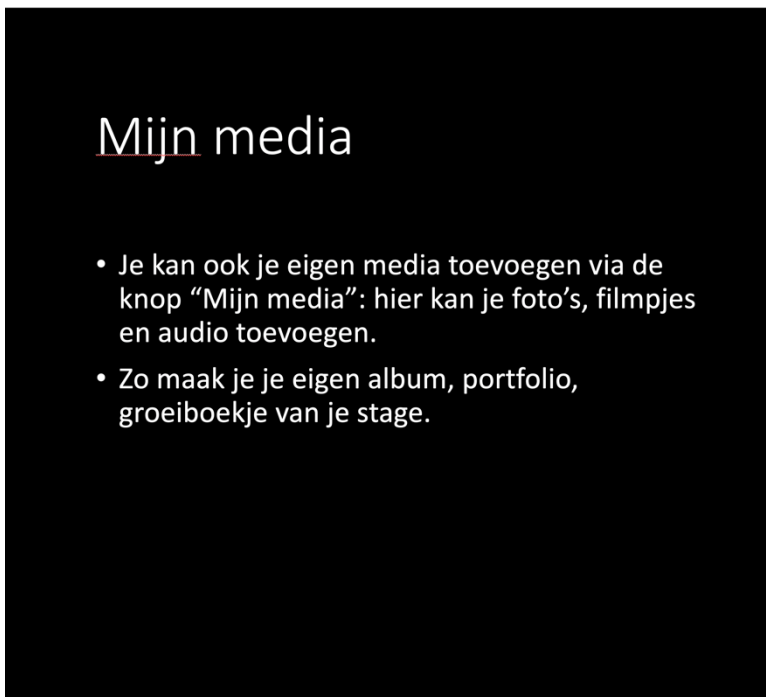 Mijn media
• Je kan ook je eigen media toevoegen via de
knop “Mijn media”: hier kan je foto’s, filmpjes
en audio toevoegen.
• Zo maak je je eigen album, portfolio,
groeiboekje van je stage.